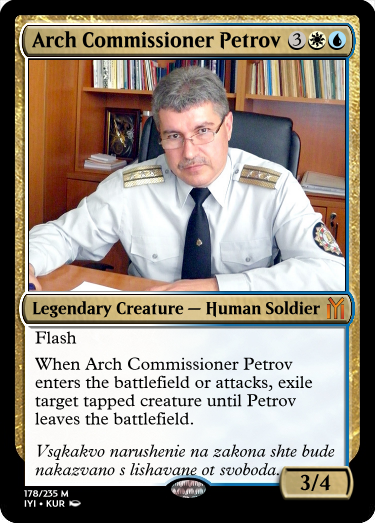 Arch Commissioner Petrov 3
Legendary Creature — Human Soldier
Flash
When Arch Commissioner Petrov
enters the battlefield or attacks, exile
target tapped creature until Petrov
leaves the battlefield.
Vsqkakvo narushenie na zakona shte bude
nakazvano s lishavane ot svoboda.
3/4
178/235 M
IYI • KUR